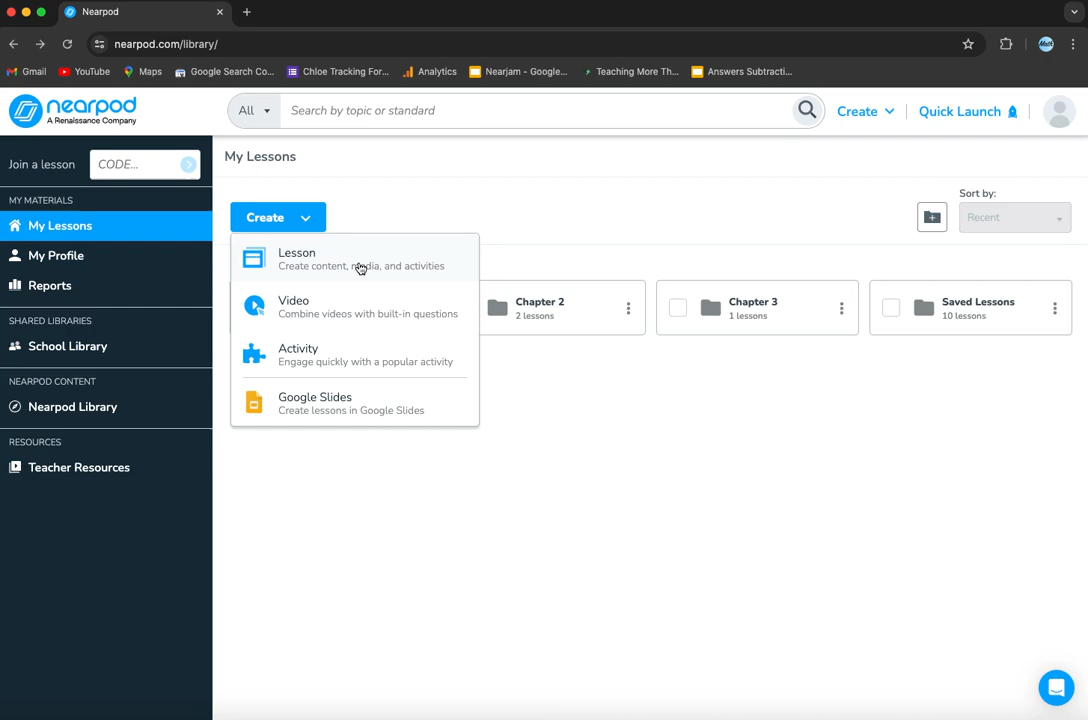 Nearpod
nearpod.com/library/
Gmail YouTube Maps Google Search Co... Chloe Tracking For... Analytics Nearjam - Google... Teaching More Th... Answers Subtracti...
nearpod
A Renaissance Company
All Search by topic or standard Create Quick Launch
Join a lesson CODE...
MY MATERIALS
My Lessons
My Profile
Reports
SHARED LIBRARIES
School Library
NEARPOD CONTENT
Nearpod Library
RESOURCES
Teacher Resources
My Lessons
Sort by:
Create Recent
Lesson
Create content, media, and activities
Video
Combine videos with built-in questions
Activity
Engage quickly with a popular activity
Google Slides
Create lessons in Google Slides
Chapter 2
2 lessons
Chapter 3
1 lessons
Saved Lessons
10 lessons